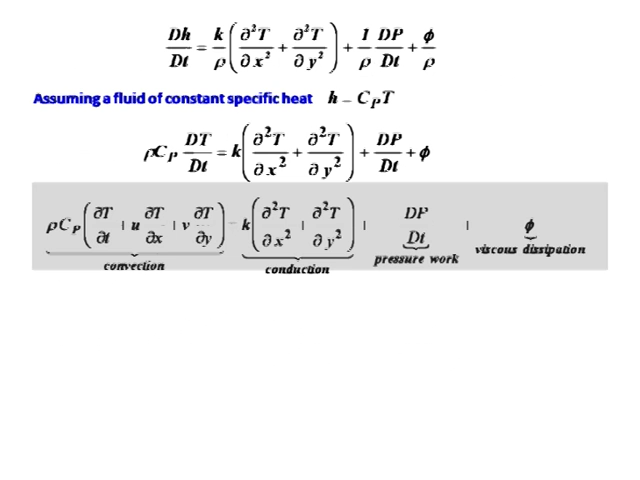 Dh/Dt = k/ρ (∂²T/∂x² + ∂²T/∂y²) + 1/ρ DP/Dt + ϕ/ρ
Assuming a fluid of constant specific heat h = C_P T
ρC_P DT/Dt = k(∂²T/∂x² + ∂²T/∂y²) + DP/Dt + ϕ
ρC_P (∂T/∂t + u ∂T/∂x + v ∂T/∂y) = k(∂²T/∂x² + ∂²T/∂y²) + DP/Dt + ϕ
convection conduction pressure work viscous dissipation